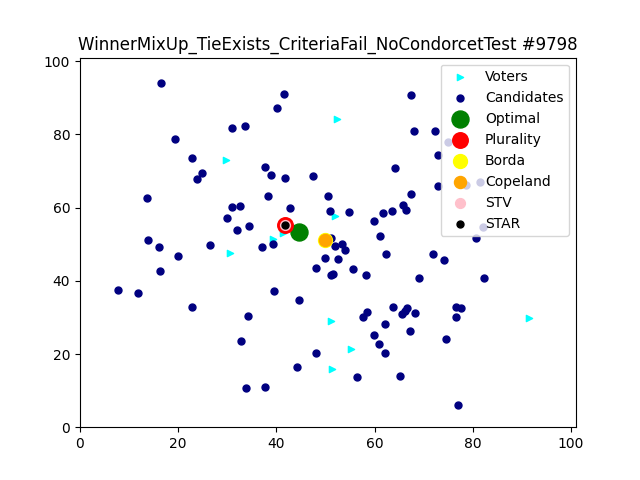 WinnerMixUp_TieExists_CriteriaFail_NoCondorcetTest #9798
100
80
60
40
20
0
0
20
40
60
80
100
Voters
Candidates
Optimal
Plurality
Borda
Copeland
STV
STAR